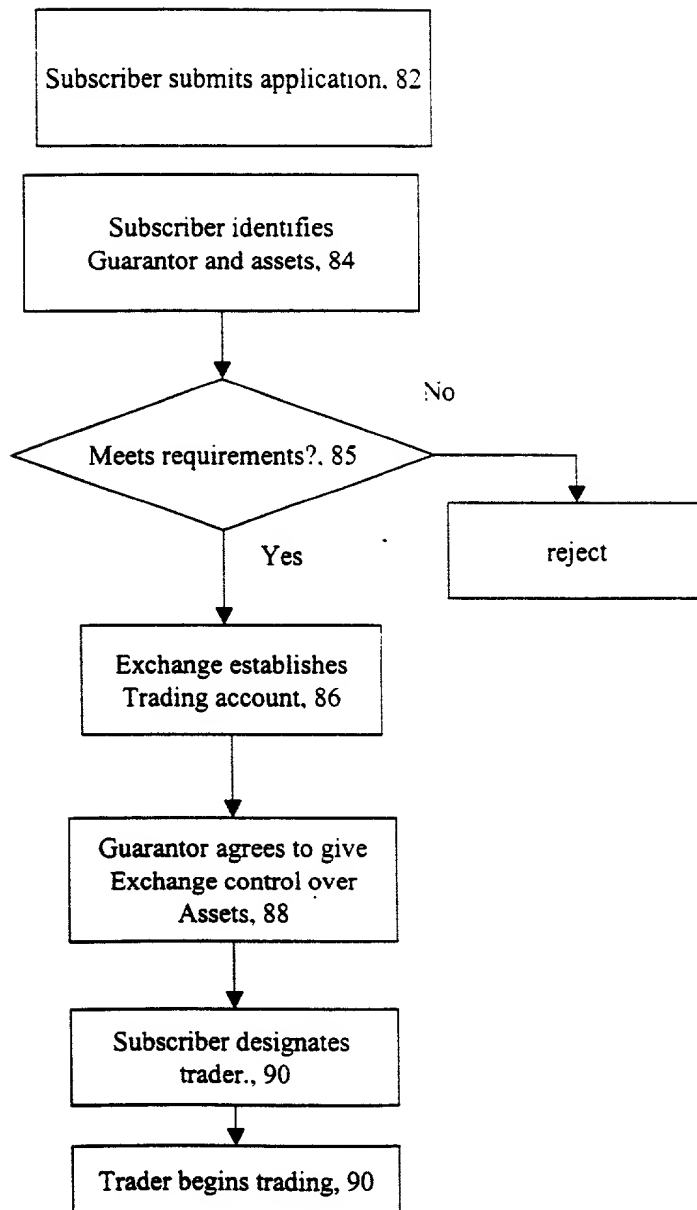 Subscriber submits application. 82
Subscriber identifies
Guarantor and assets, 84
No
Meets requirements?. 85
Yes
reject
Exchange establishes
Trading account, 86
Guarantor agrees to give
Exchange control over
Assets, 88
Subscriber designates
trader., 90
Trader begins trading, 90